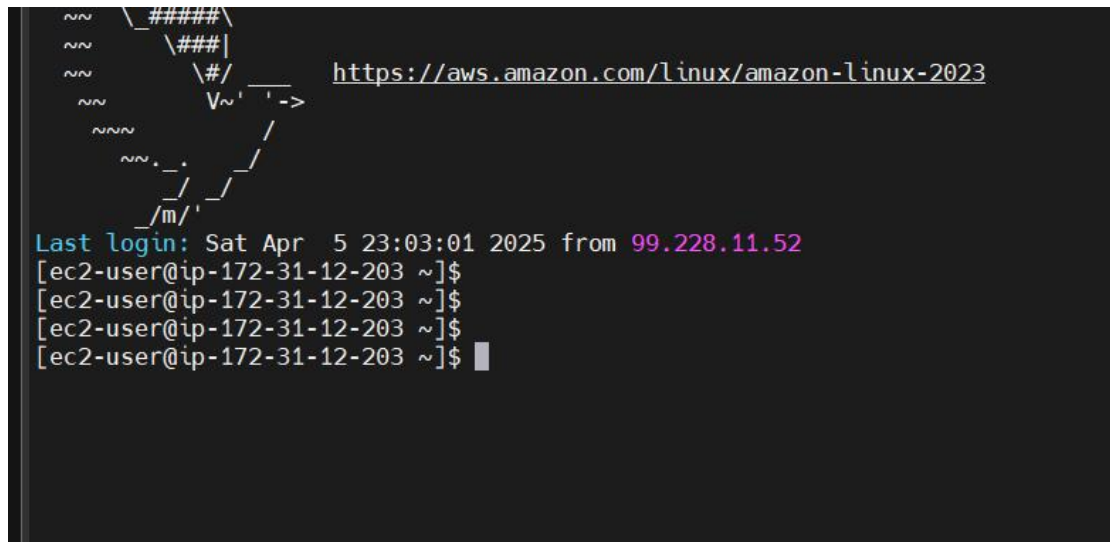 ~~  \_#####\
~~     \###|
~~       \#/ ___   https://aws.amazon.com/linux/amazon-linux-2023
~~       V~' '->
~~~         /
~~._.   _/
_/ _/
_/m/'
Last login: Sat Apr  5 23:03:01 2025 from 99.228.11.52
[ec2-user@ip-172-31-12-203 ~]$
[ec2-user@ip-172-31-12-203 ~]$
[ec2-user@ip-172-31-12-203 ~]$
[ec2-user@ip-172-31-12-203 ~]$